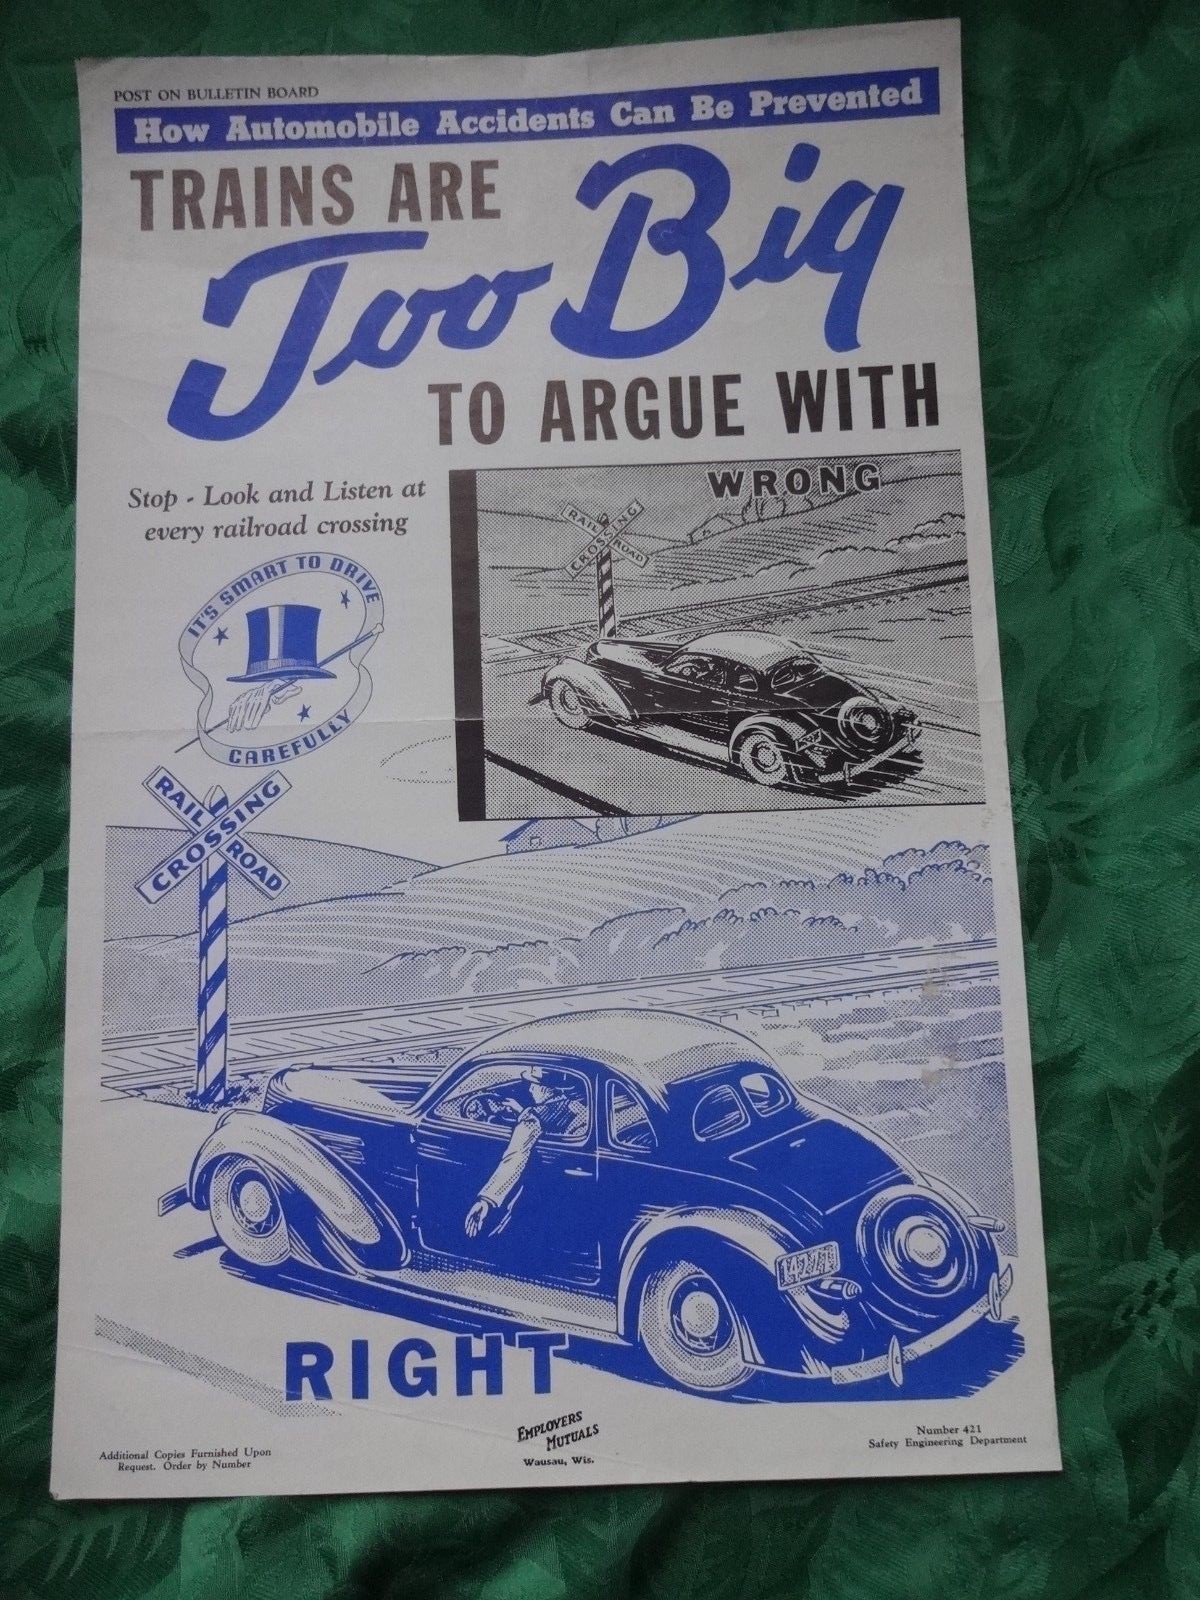 POST ON BULLETIN BOARD
How Automobile Accidents Can Be Prevented
TRAINS ARE
Too Big
TO ARGUE WITH
Stop - Look and Listen at
every railroad crossing
IT'S SMART TO DRIVE
CAREFULLY
WRONG
RAIL ROAD
CROSSING
RAIL ROAD
CROSSING
RIGHT
Additional Copies Furnished Upon
Request. Order by Number
EMPLOYERS
MUTUALS
Wausau, Wis.
Number 421
Safety Engineering Department